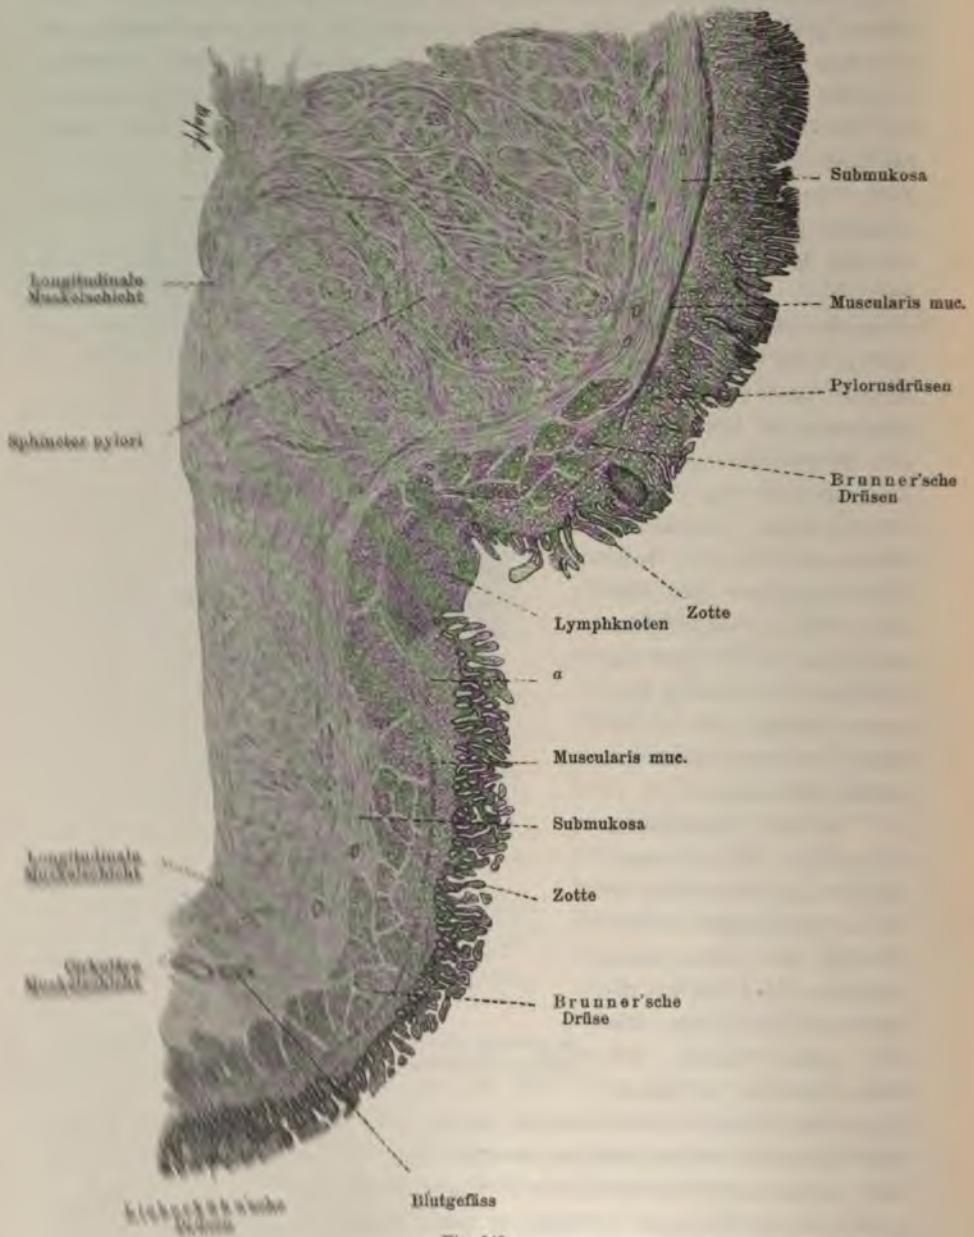 Submukosa
Longitudinale
Muskelschicht
Muscularis muc.
Pylorusdrüsen
Sphincter pylori
Brunner'sche
Drüsen
Zotte
Lymphknoten
a
Muscularis muc.
Submukosa
Longitudinale
Muskelschicht
Zotte
Muskelschicht
Brunner'sche
Drüse
Blutgefäss